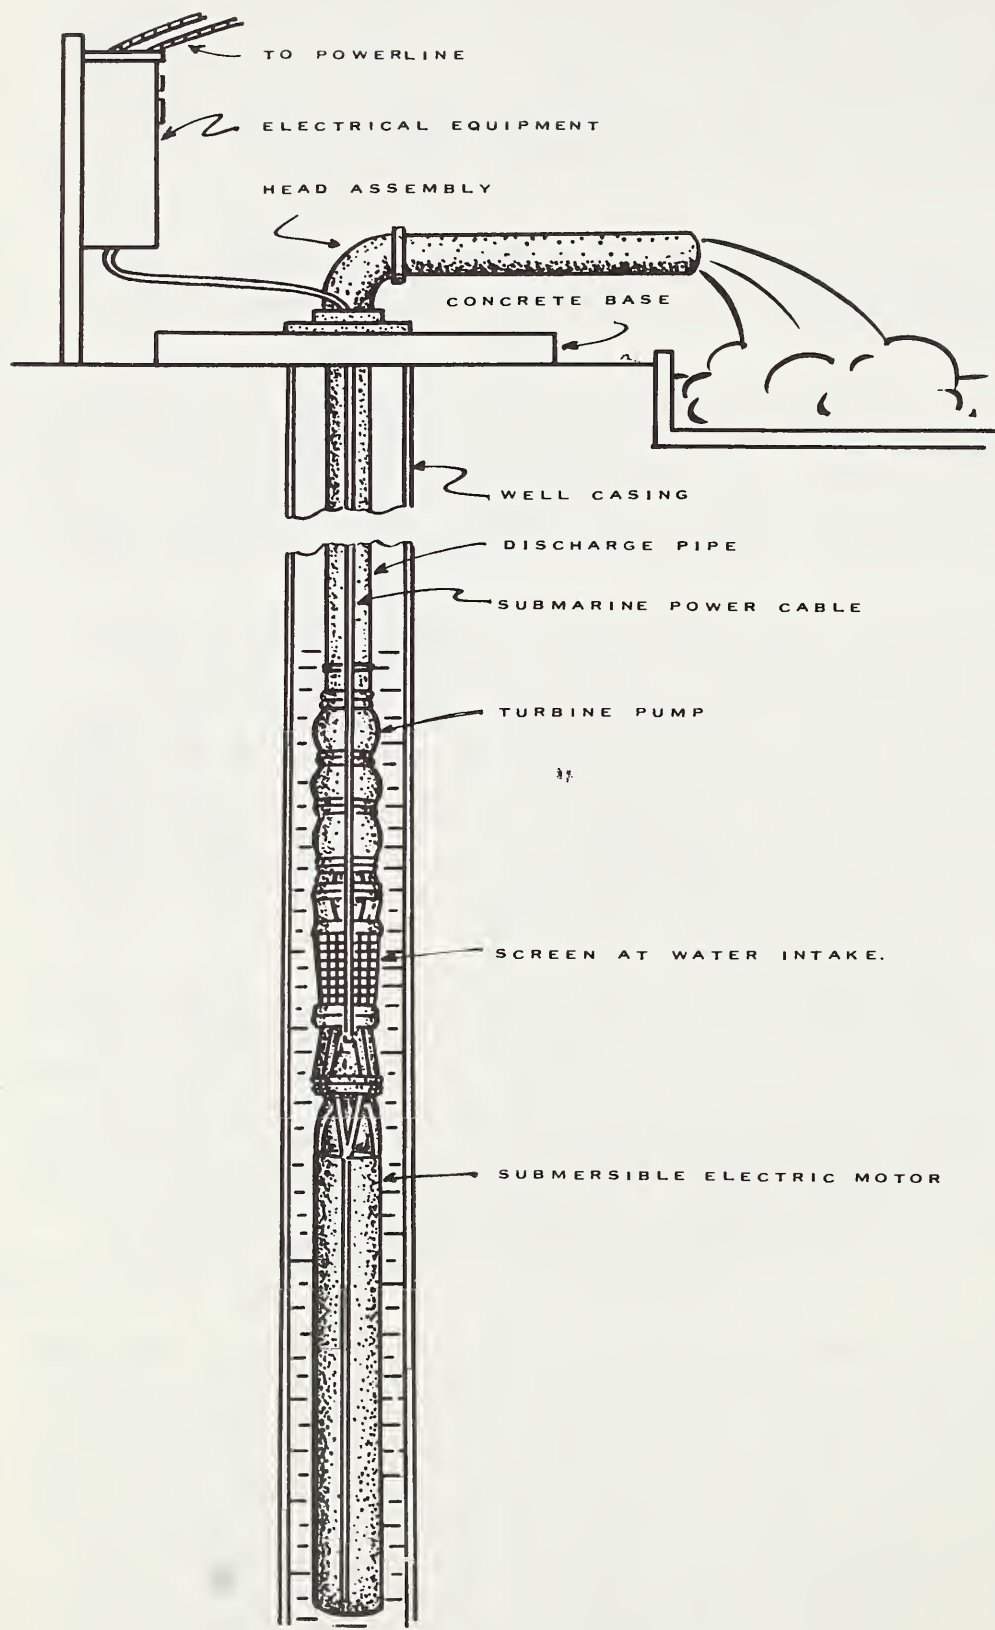 TO POWERLINE
ELECTRICAL EQUIPMENT
HEAD ASSEMBLY
CONCRETE BASE
WELL CASING
DISCHARGE PIPE
SUBMARINE POWER CABLE
TURBINE PUMP
SCREEN AT WATER INTAKE.
SUBMERSIBLE ELECTRIC MOTOR